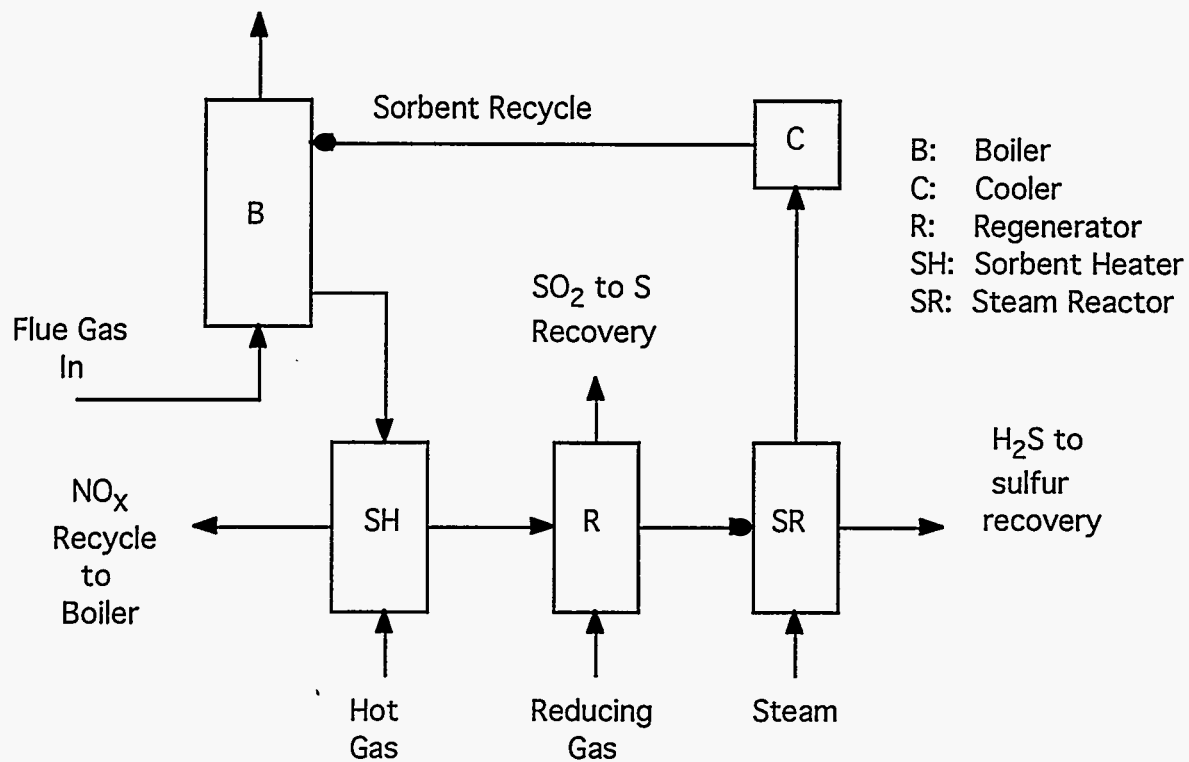 Sorbent Recycle
C
B
B: Boiler
C: Cooler
R: Regenerator
SH: Sorbent Heater
SR: Steam Reactor
SO₂ to S
Recovery
Flue Gas
In
NOₓ
Recycle
to
Boiler
SH
R
SR
H₂S to
sulfur
recovery
Hot
Gas
Reducing
Gas
Steam